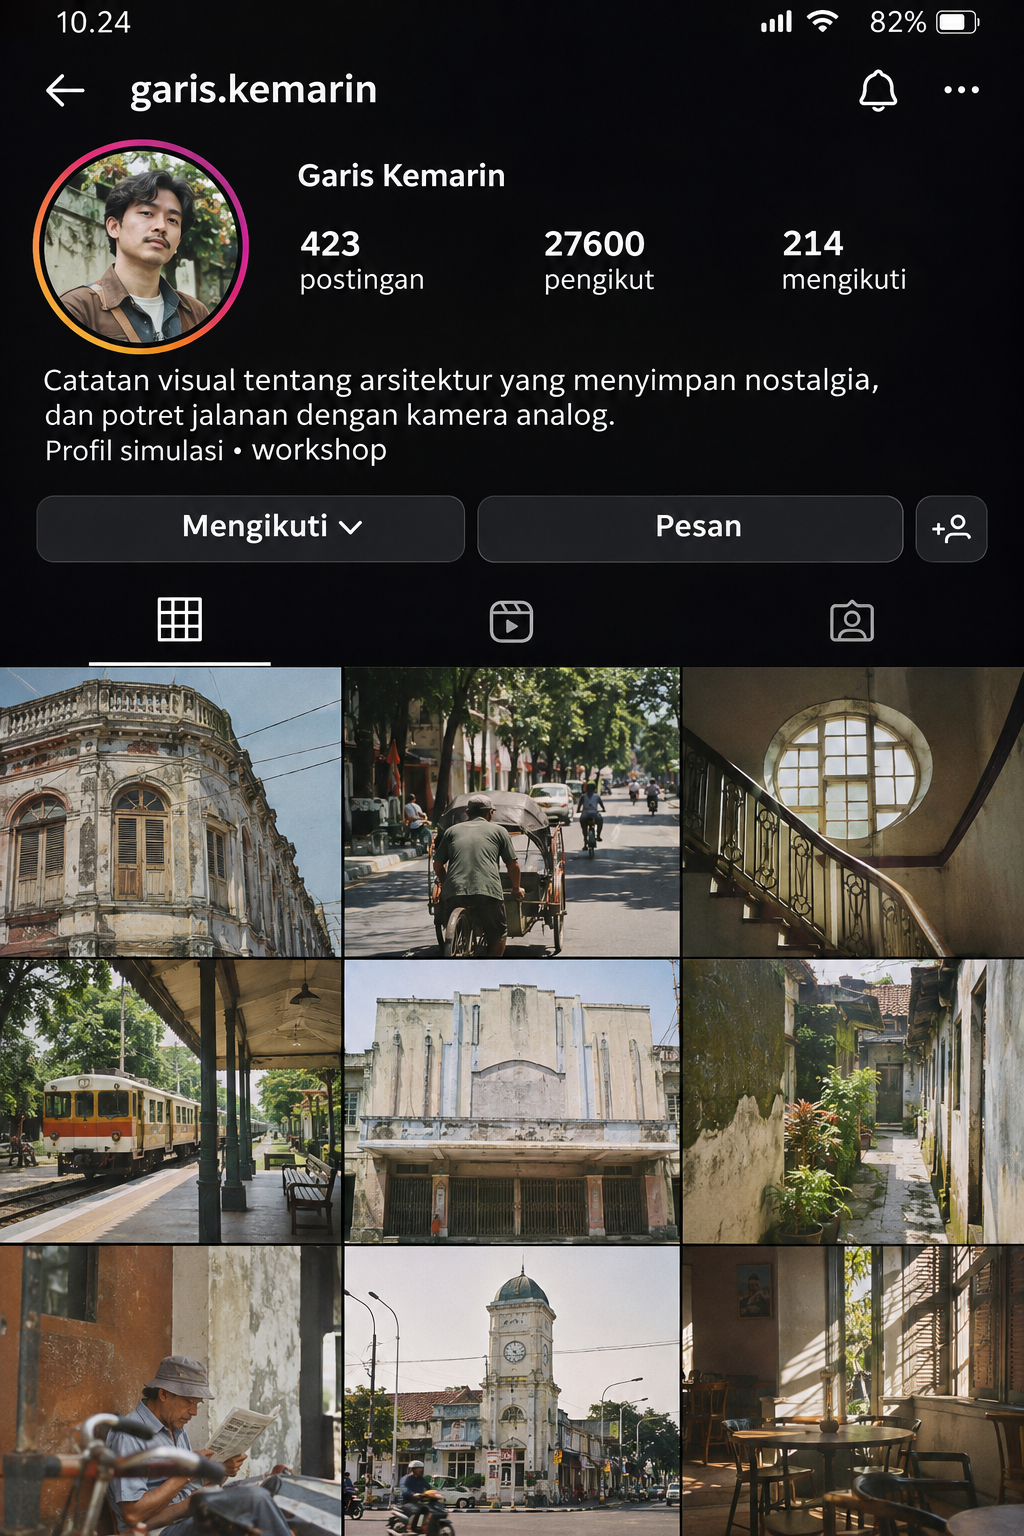 10.24
82%
garis.kemarin
Garis Kemarin
423
postingan
27600
pengikut
214
mengikuti
Catatan visual tentang arsitektur yang menyimpan nostalgia,
dan potret jalanan dengan kamera analog.
Profil simulasi • workshop
Mengikuti
Pesan